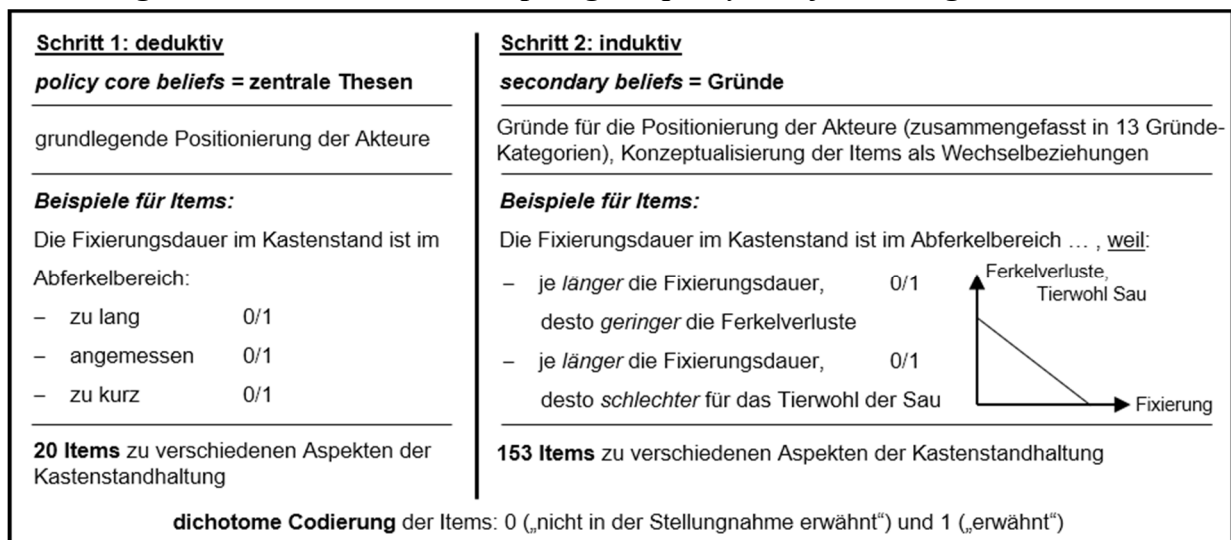 Schritt 1: deduktiv
policy core beliefs = zentrale Thesen
grundlegende Positionierung der Akteure
Beispiele für Items:
Die Fixierungsdauer im Kastenstand ist im
Abferkelbereich:
– zu lang 0/1
– angemessen 0/1
– zu kurz 0/1
20 Items zu verschiedenen Aspekten der
Kastenstandhaltung
Schritt 2: induktiv
secondary beliefs = Gründe
Gründe für die Positionierung der Akteure (zusammengefasst in 13 Gründe-
Kategorien), Konzeptualisierung der Items als Wechselbeziehungen
Beispiele für Items:
Die Fixierungsdauer im Kastenstand ist im Abferkelbereich … , weil:
– je länger die Fixierungsdauer, 0/1
desto geringer die Ferkelverluste
– je länger die Fixierungsdauer, 0/1
desto schlechter für das Tierwohl der Sau
Ferkelverluste,
Tierwohl Sau
Fixierung
153 Items zu verschiedenen Aspekten der Kastenstandhaltung
dichotome Codierung der Items: 0 („nicht in der Stellungnahme erwähnt“) und 1 („erwähnt“)